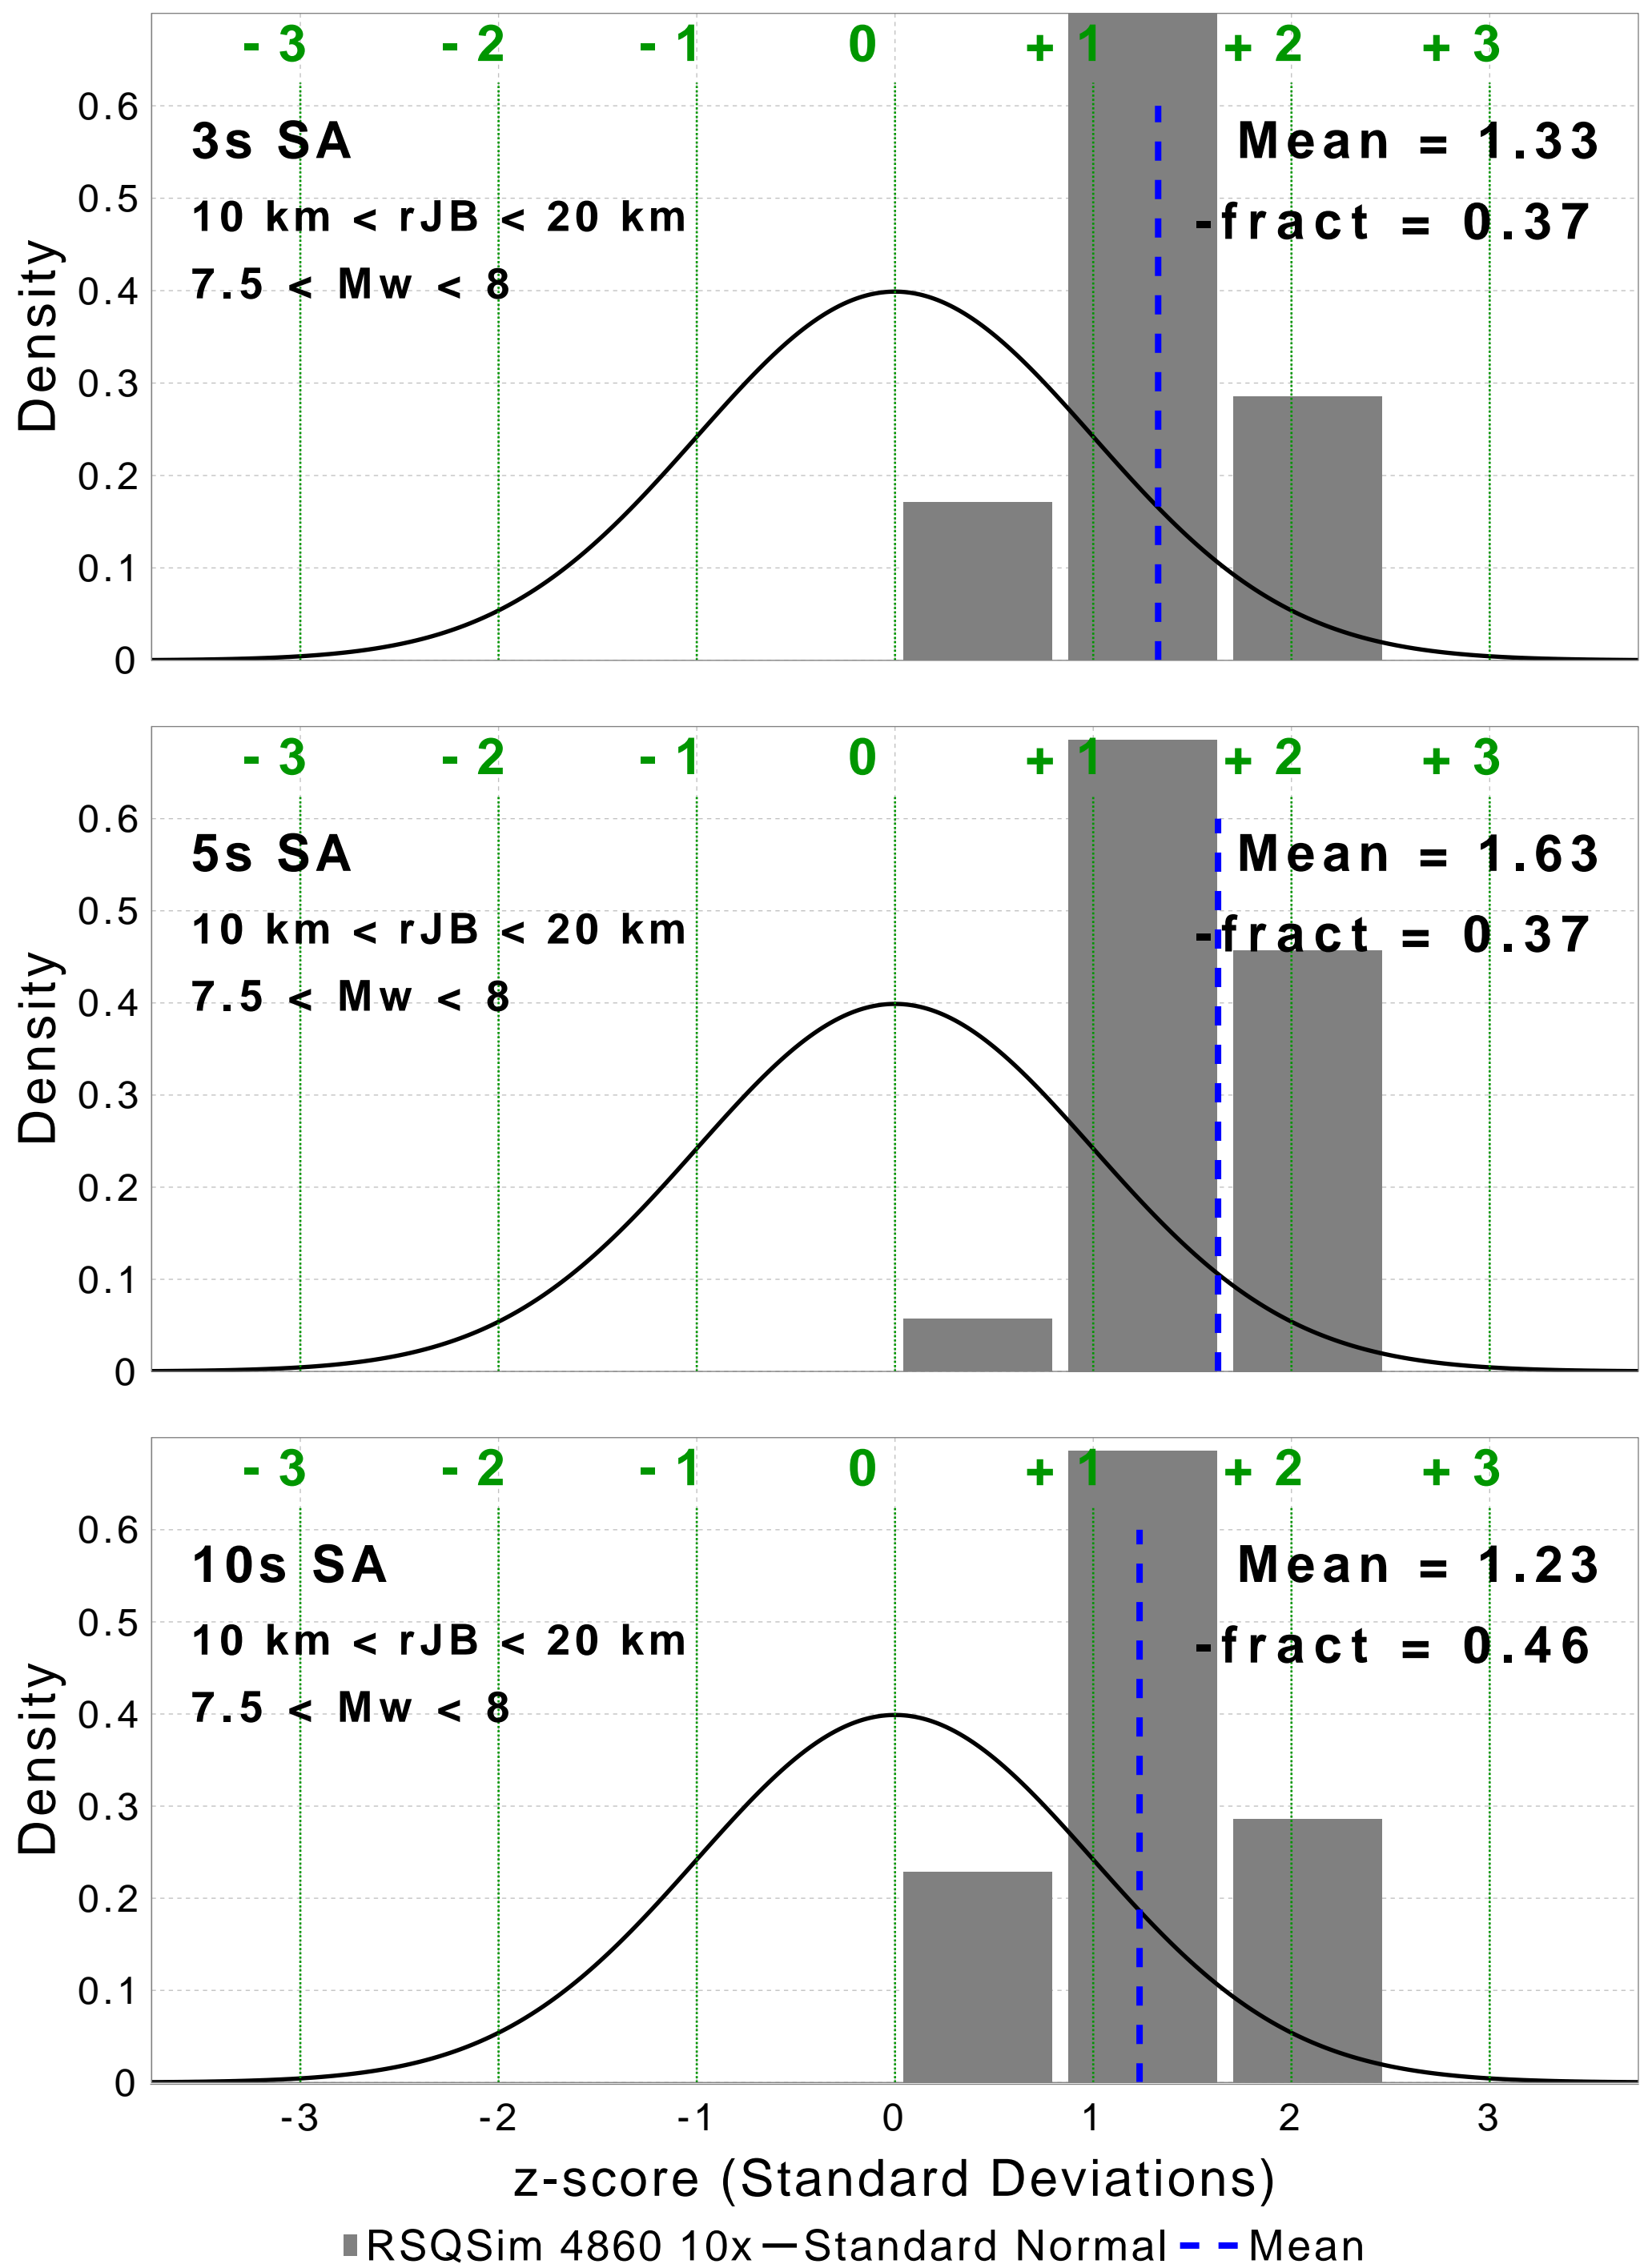 - 3 - 2 - 1 0 + 1 + 2 + 3
0.6
3s SA
Mean = 1.33
0.5
10 km < rJB < 20 km
-fract = 0.37
7.5 < Mw < 8
0.4
Density
0.3
0.2
0.1
0
- 3 - 2 - 1 0 + 1 + 2 + 3
0.6
5s SA
Mean = 1.63
0.5
10 km < rJB < 20 km
-fract = 0.37
7.5 < Mw < 8
0.4
Density
0.3
0.2
0.1
0
- 3 - 2 - 1 0 + 1 + 2 + 3
0.6
10s SA
Mean = 1.23
0.5
10 km < rJB < 20 km
-fract = 0.46
7.5 < Mw < 8
0.4
Density
0.3
0.2
0.1
0
-3 -2 -1 0 1 2 3
z-score (Standard Deviations)
RSQSim 4860 10x Standard Normal Mean